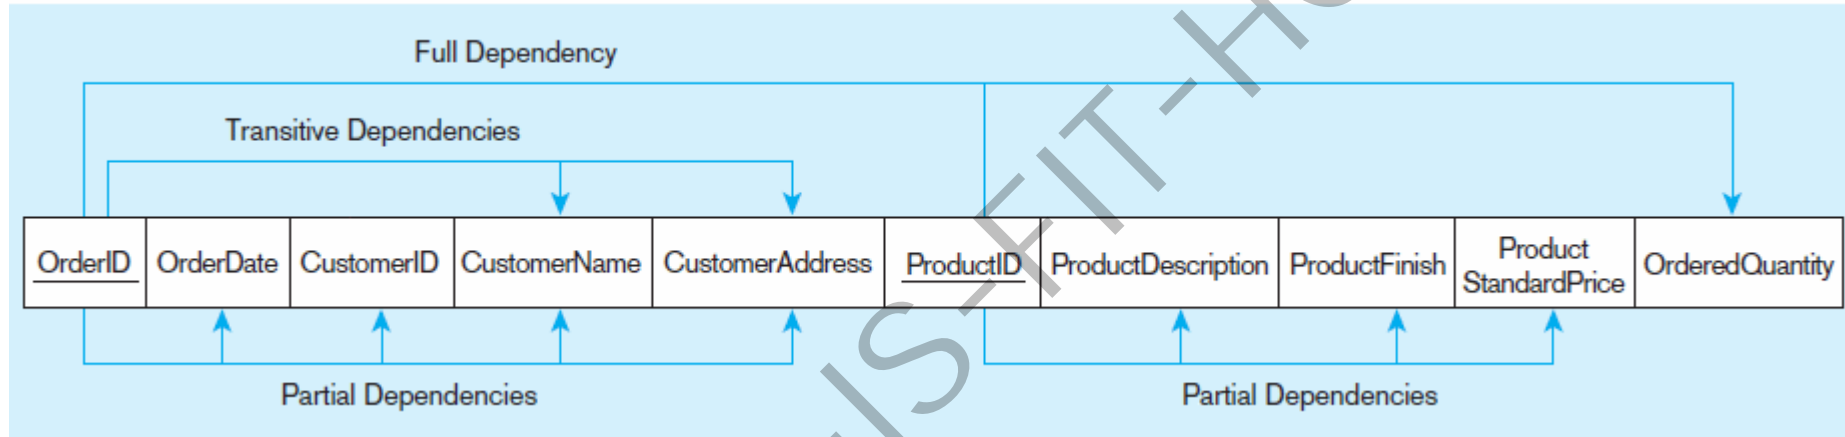 Full Dependency
Transitive Dependencies
OrderID
OrderDate
CustomerID
CustomerName
CustomerAddress
ProductID
ProductDescription
ProductFinish
Product
StandardPrice
OrderedQuantity
Partial Dependencies
Partial Dependencies